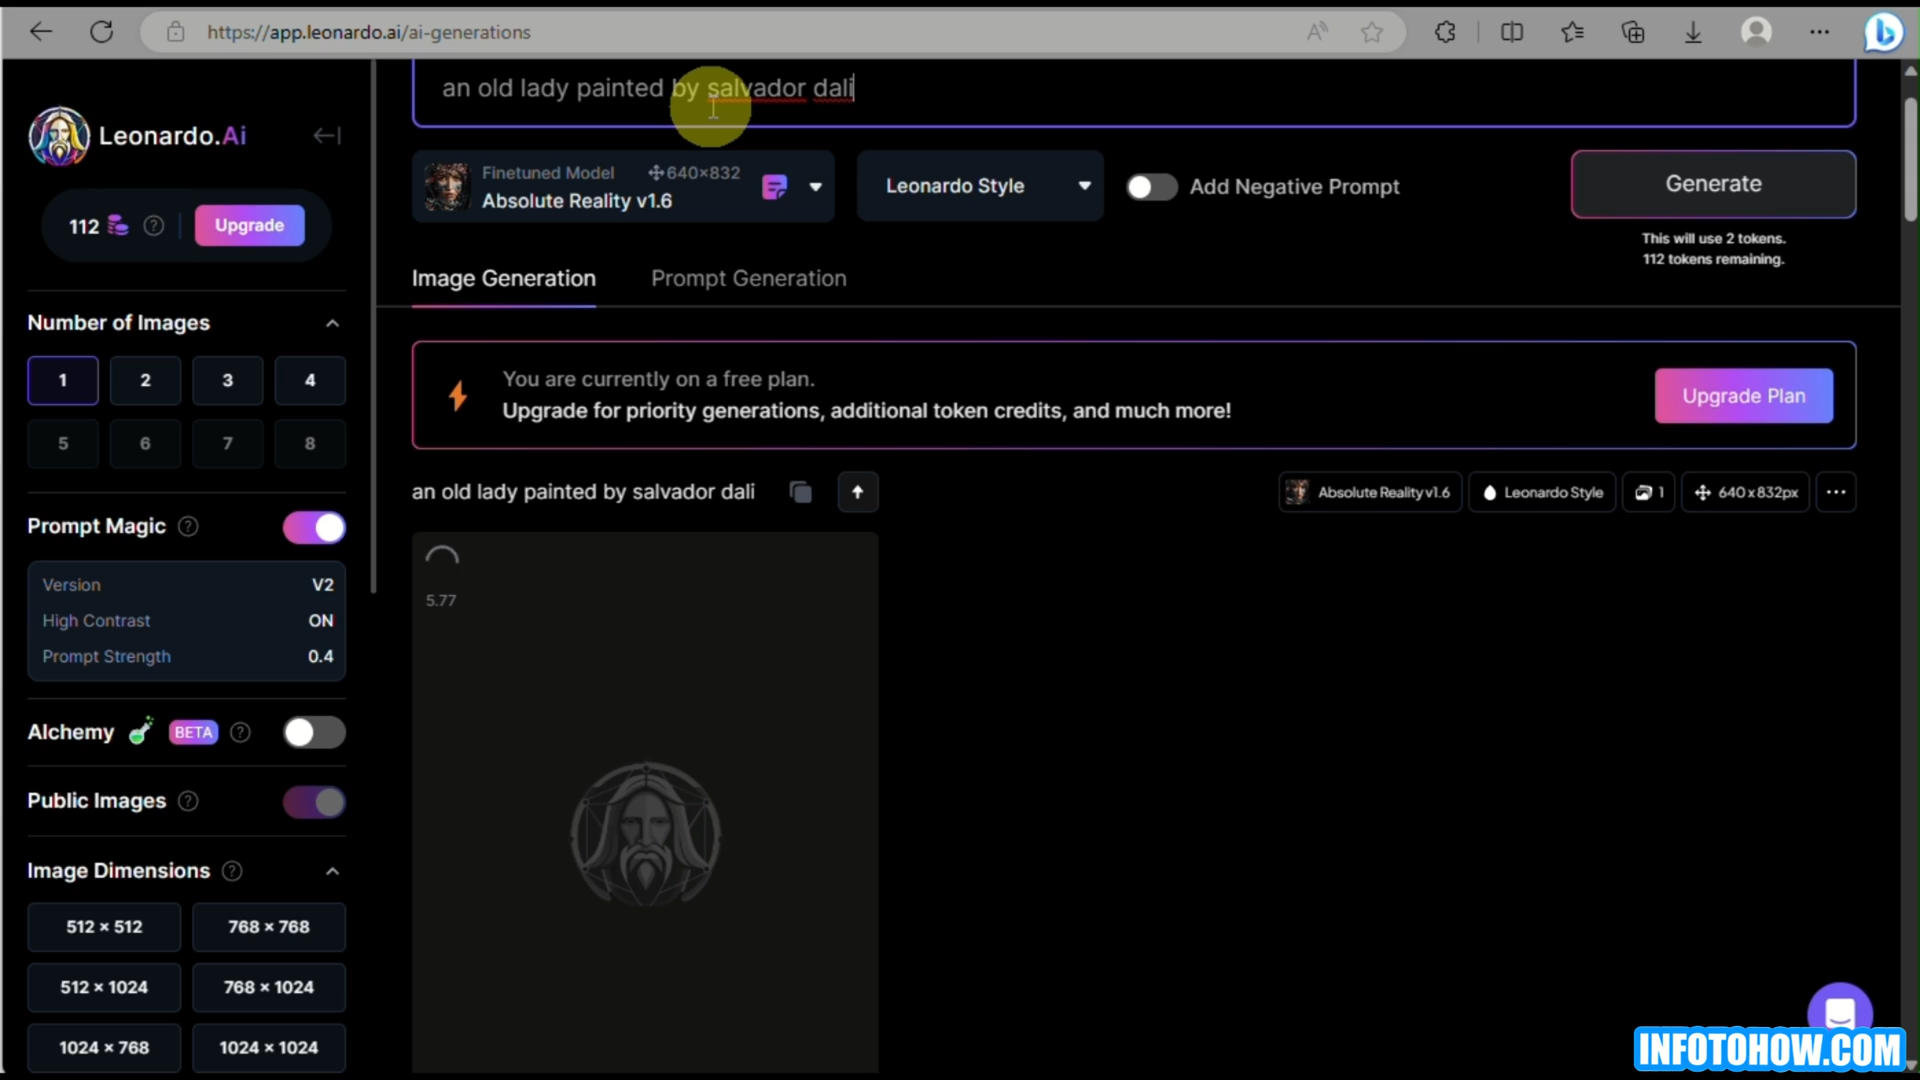 https://app.leonardo.ai/ai-generations
an old lady painted by salvador dali
Leonardo.Ai
Finetuned Model 640×832
Absolute Reality v1.6
Leonardo Style
Add Negative Prompt
Generate
This will use 2 tokens.
112 tokens remaining.
112
Upgrade
Image Generation
Prompt Generation
Number of Images
1 2 3 4
5 6 7 8
You are currently on a free plan.
Upgrade for priority generations, additional token credits, and much more!
Upgrade Plan
an old lady painted by salvador dali
Absolute Reality v1.6
Leonardo Style
1
640 x 832px
Prompt Magic
Version V2
High Contrast ON
Prompt Strength 0.4
5.77
Alchemy BETA
Public Images
Image Dimensions
512 × 512 768 × 768
512 × 1024 768 × 1024
1024 × 768 1024 × 1024
INFOTOHOW.COM